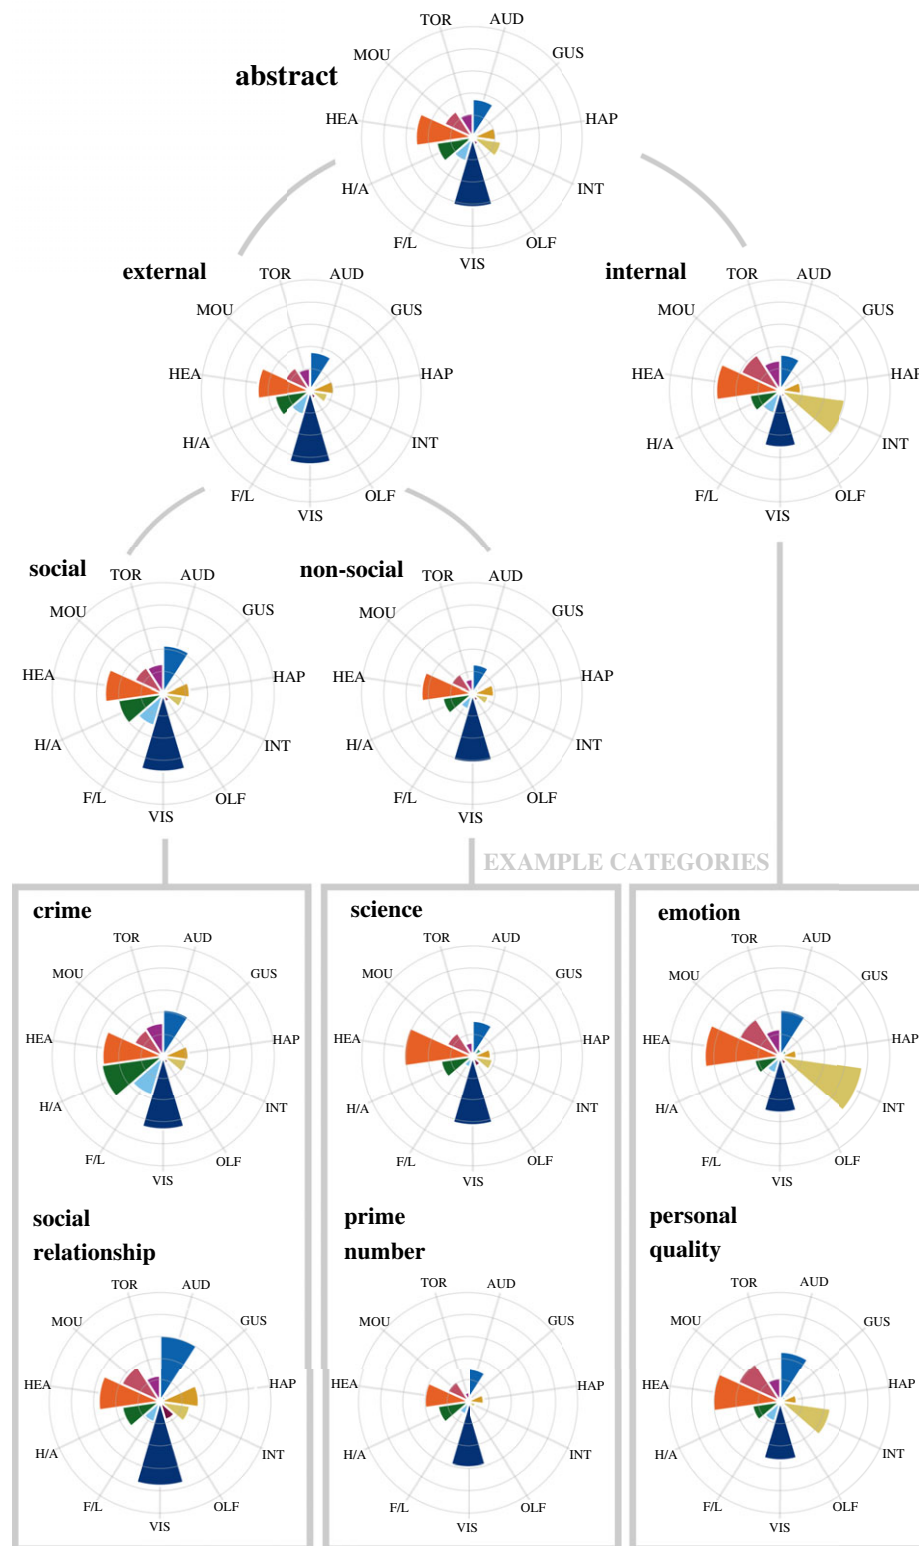 TOR AUD
MOU GUS
abstract
HEA HAP
H/A INT
F/L OLF
VIS
external TOR AUD
internal TOR AUD
MOU GUS
MOU GUS
HEA HAP
HEA HAP
H/A INT
H/A INT
F/L OLF
F/L OLF
VIS
VIS
social TOR AUD
non-social TOR AUD
MOU GUS
MOU GUS
HEA HAP
HEA HAP
H/A INT
H/A INT
F/L OLF
F/L OLF
VIS
VIS
EXAMPLE CATEGORIES
crime
TOR AUD
MOU GUS
HEA HAP
H/A INT
F/L OLF
VIS
social
relationship
TOR AUD
MOU GUS
HEA HAP
H/A INT
F/L OLF
VIS
science
TOR AUD
MOU GUS
HEA HAP
H/A INT
F/L OLF
VIS
prime
number
TOR AUD
MOU GUS
HEA HAP
H/A INT
F/L OLF
VIS
emotion
TOR AUD
MOU GUS
HEA HAP
H/A INT
F/L OLF
VIS
personal
quality
TOR AUD
MOU GUS
HEA HAP
H/A INT
F/L OLF
VIS